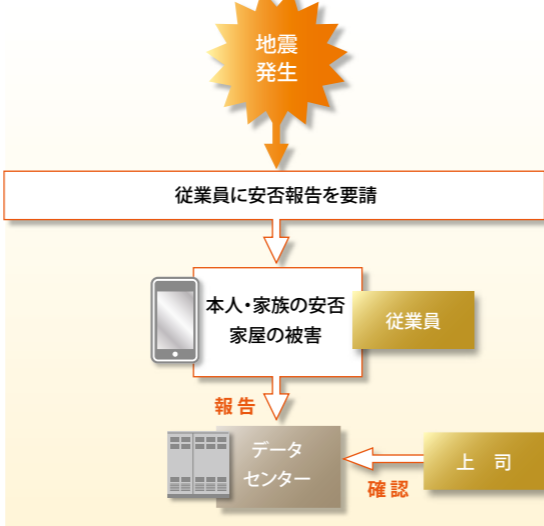 地震
発生
従業員に安否報告を要請
本人・家族の安否
家屋の被害
従業員
報告
データ
センター
上 司
確認